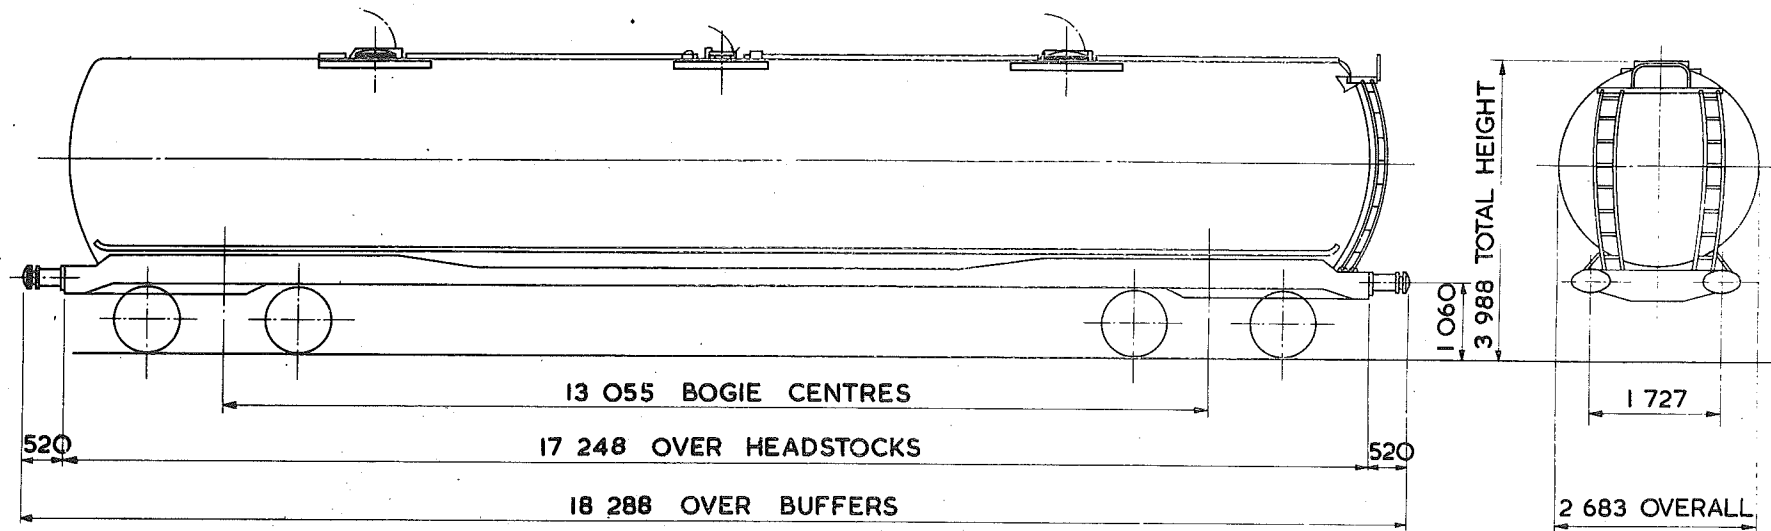 3 988 TOTAL HEIGHT
1 060
13 055 BOGIE CENTRES
1 727
520
17 248 OVER HEADSTOCKS
520
18 288 OVER BUFFERS
2 683 OVERALL